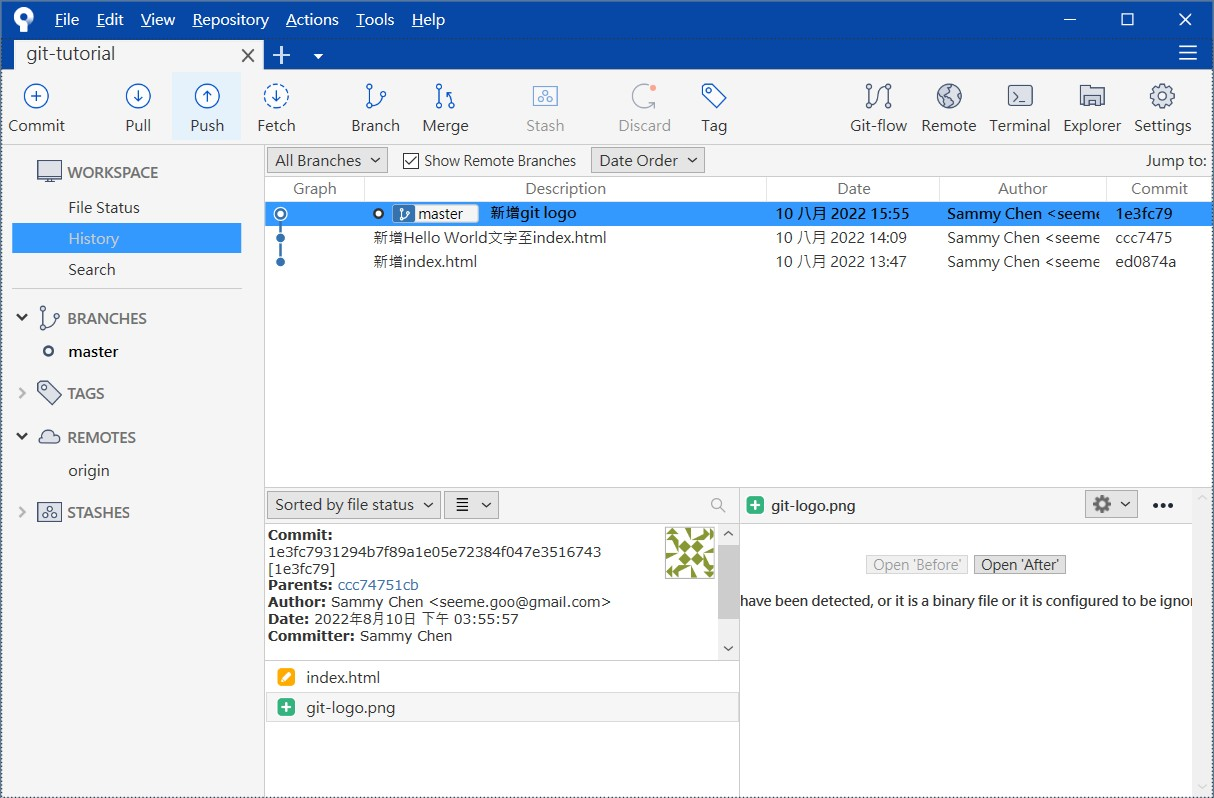 File Edit View Repository Actions Tools Help
git-tutorial
Commit Pull Push Fetch Branch Merge Stash Discard Tag Git-flow Remote Terminal Explorer Settings
WORKSPACE
File Status
History
Search
BRANCHES
master
TAGS
REMOTES
origin
STASHES
All Branches Show Remote Branches Date Order Jump to:
Graph Description Date Author Commit
master 新增git logo 10 八月 2022 15:55 Sammy Chen <seeme 1e3fc79
新增Hello World文字至index.html 10 八月 2022 14:09 Sammy Chen <seeme ccc7475
新增index.html 10 八月 2022 13:47 Sammy Chen <seeme ed0874a
Sorted by file status
Commit:
1e3fc7931294b7f89a1e05e72384f047e3516743
[1e3fc79]
Parents: ccc74751cb
Author: Sammy Chen <seeme.goo@gmail.com>
Date: 2022年8月10日 下午 03:55:57
Committer: Sammy Chen
index.html
git-logo.png
git-logo.png
Open 'Before' Open 'After'
have been detected, or it is a binary file or it is configured to be ignor